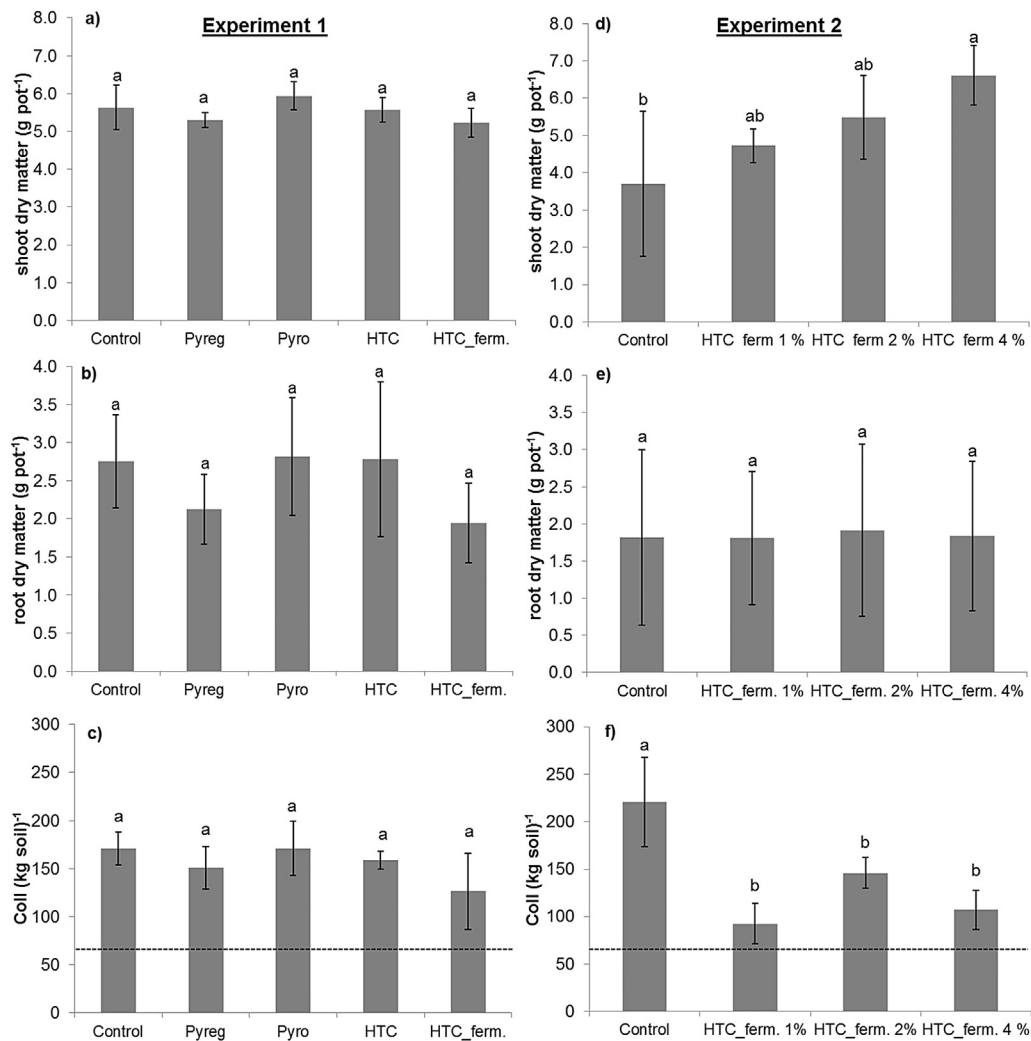 a)
Experiment 1
shoot dry matter (g pot⁻¹)
8.0
7.0
6.0
5.0
4.0
3.0
2.0
1.0
0.0
a
a
a
a
a
Control
Pyreg
Pyro
HTC
HTC_ferm.
d)
Experiment 2
shoot dry matter (g pot⁻¹)
8.0
7.0
6.0
5.0
4.0
3.0
2.0
1.0
0.0
b
ab
ab
a
Control
HTC ferm 1 %
HTC ferm 2 %
HTC ferm 4 %
b)
root dry matter (g pot⁻¹)
4.0
3.5
3.0
2.5
2.0
1.5
1.0
0.5
0.0
a
a
a
a
a
Control
Pyreg
Pyro
HTC
HTC_ferm.
e)
root dry matter (g pot⁻¹)
4.0
3.5
3.0
2.5
2.0
1.5
1.0
0.5
0.0
a
a
a
a
Control
HTC_ferm. 1%
HTC_ferm. 2%
HTC_ferm. 4%
c)
Coll (kg soil)⁻¹
300
250
200
150
100
50
0
a
a
a
a
a
Control
Pyreg
Pyro
HTC
HTC_ferm.
f)
Coll (kg soil)⁻¹
300
250
200
150
100
50
0
a
b
b
b
Control
HTC_ferm. 1%
HTC_ferm. 2%
HTC_ferm. 4 %